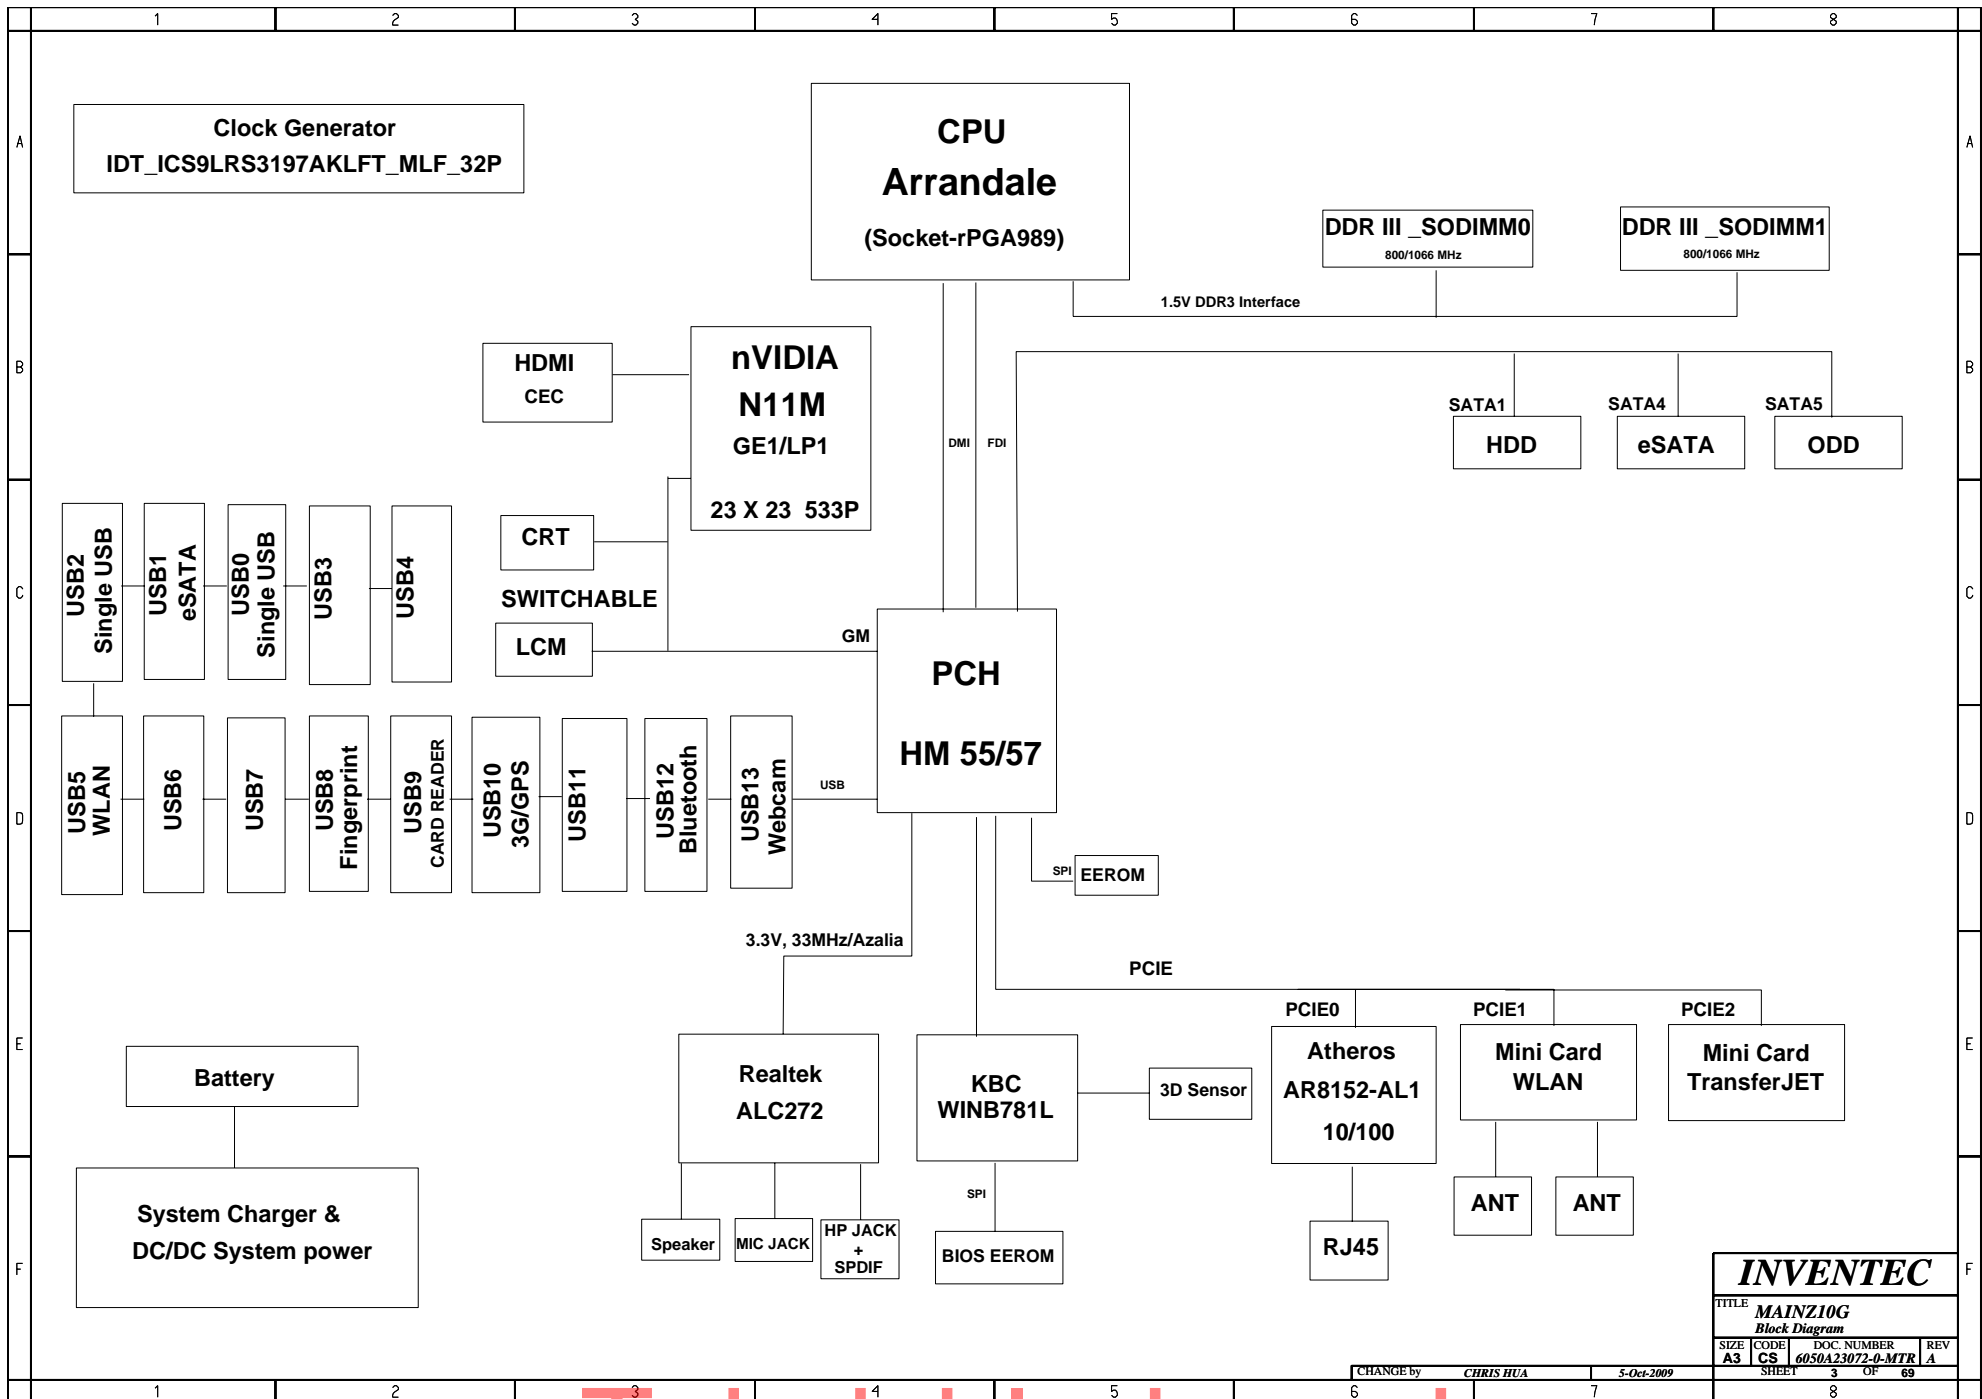 1 2 3 4 5 6 7 8
A
A
Clock Generator
IDT_ICS9LRS3197AKLFT_MLF_32P
CPU
Arrandale
(Socket-rPGA989)
DDR III _SODIMM0
800/1066 MHz
DDR III _SODIMM1
800/1066 MHz
1.5V DDR3 Interface
B
B
HDMI
CEC
nVIDIA
N11M
GE1/LP1
23 X 23 533P
DMI
FDI
SATA1
HDD
SATA4
eSATA
SATA5
ODD
C
C
CRT
SWITCHABLE
LCM
GM
USB2
Single USB
USB1
eSATA
USB0
Single USB
USB3
USB4
PCH
HM 55/57
D
D
USB5
WLAN
USB6
USB7
USB8
Fingerprint
USB9
CARD READER
USB10
3G/GPS
USB11
USB12
Bluetooth
USB13
Webcam
USB
SPI
EEROM
3.3V, 33MHz/Azalia
PCIE
E
E
PCIE0
PCIE1
PCIE2
Battery
Realtek
ALC272
KBC
WINB781L
3D Sensor
Atheros
AR8152-AL1
10/100
Mini Card
WLAN
Mini Card
TransferJET
F
F
System Charger &
DC/DC System power
Speaker
MIC JACK
HP JACK
+
SPDIF
SPI
BIOS EEROM
RJ45
ANT
ANT
INVENTEC
TITLE
MAINZ10G
Block Diagram
SIZE CODE DOC. NUMBER REV
A3 CS 6050A23072-0-MTR A
CHANGE by CHRIS HUA 5-Oct-2009 SHEET 3 OF 69
1 2 3 4 5 6 7 8